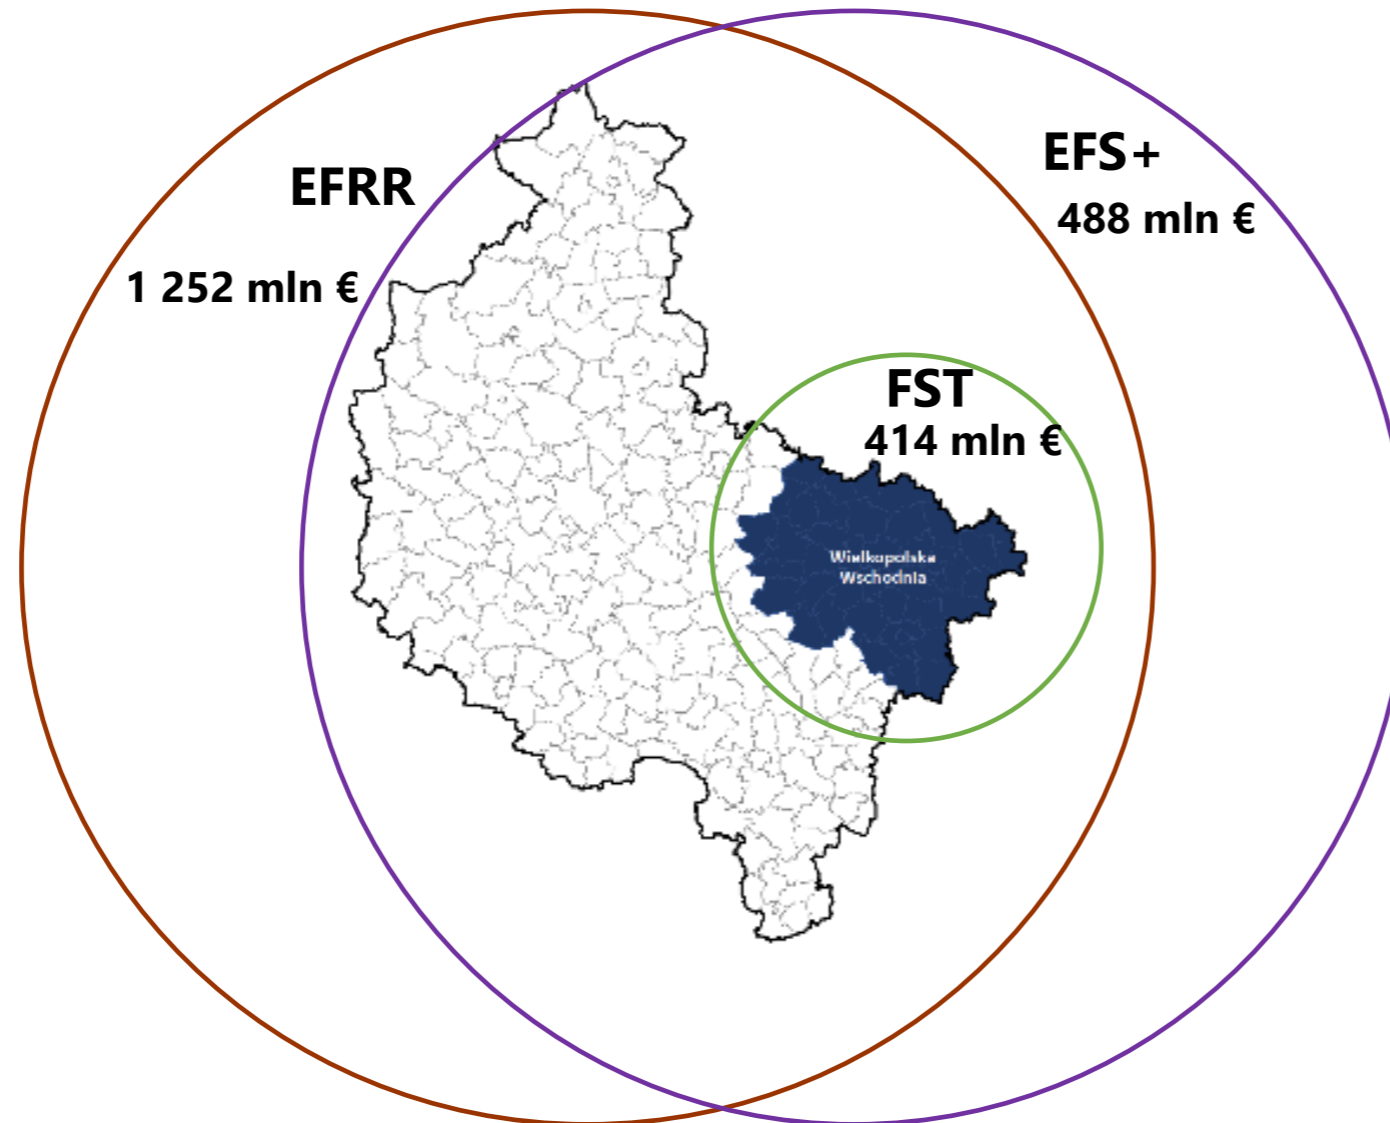 EFRR
1 252 mln €
EFS+
488 mln €
FST
414 mln €
Wielkopolska
Wschodnia